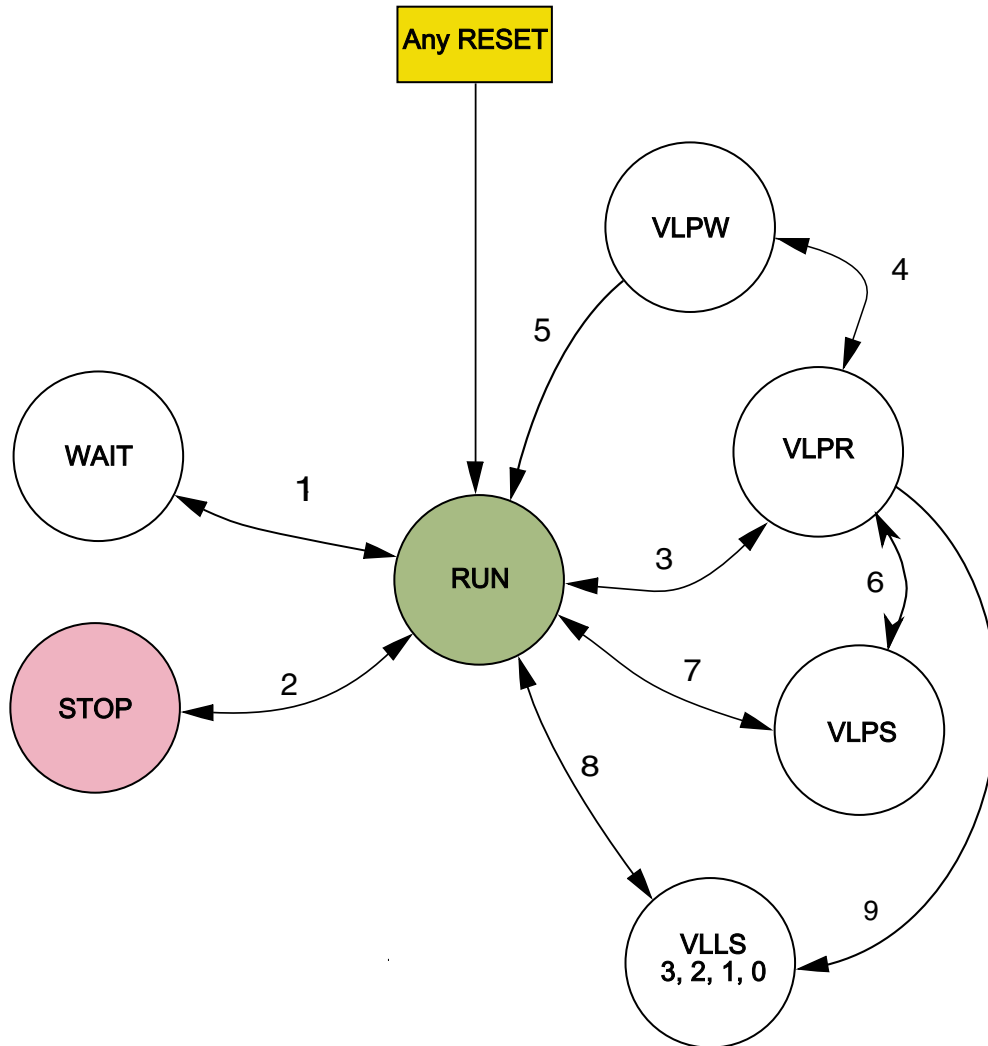 Any RESET
VLPW
4
5
WAIT
VLPR
1
3
RUN
6
7
2
STOP
VLPS
8
9
VLLS
3, 2, 1, 0